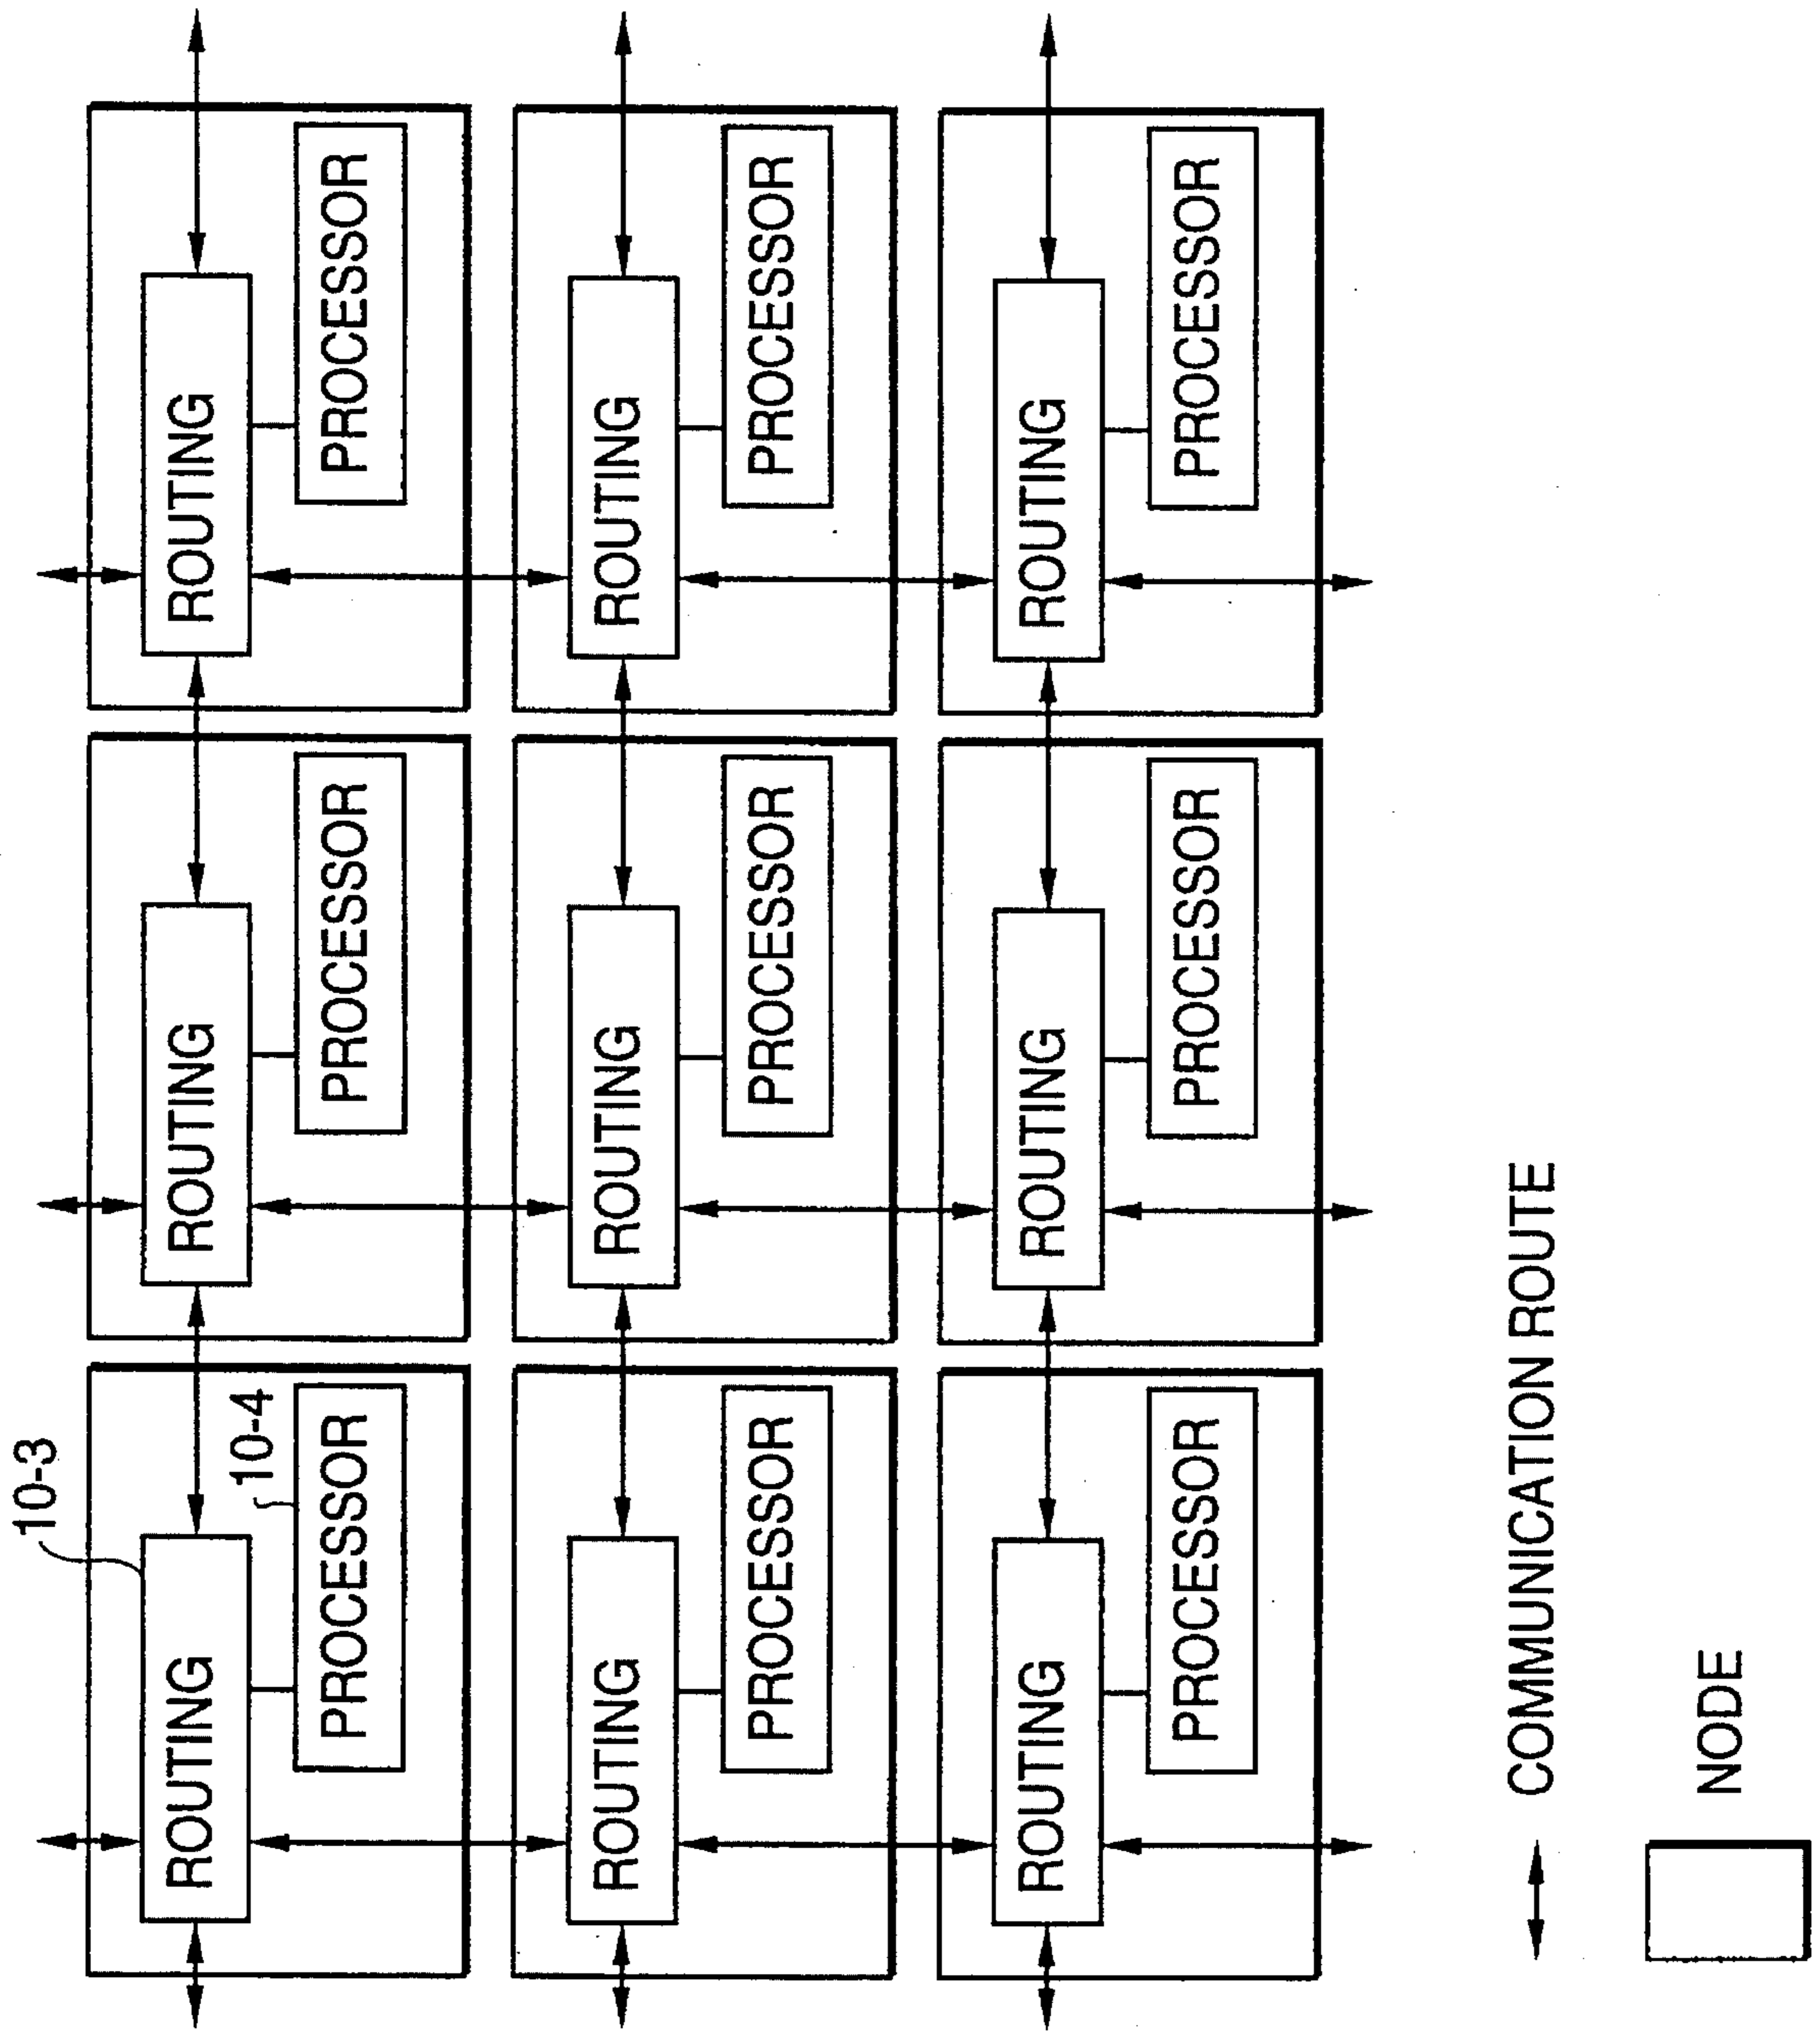 10-3
ROUTING
ROUTING
ROUTING
10-4
PROCESSOR
PROCESSOR
PROCESSOR
ROUTING
ROUTING
ROUTING
PROCESSOR
PROCESSOR
PROCESSOR
ROUTING
ROUTING
ROUTING
PROCESSOR
PROCESSOR
PROCESSOR
COMMUNICATION ROUTE
NODE